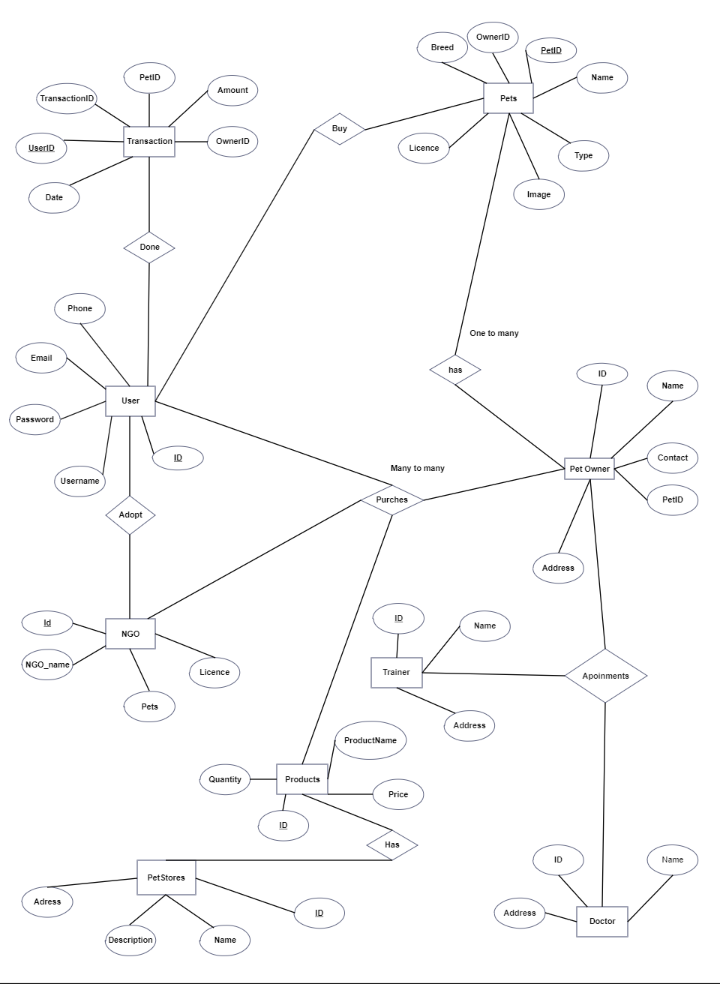 OwnerID
Breed
PetID
PetID
Name
Amount
TransactionID
Pets
Buy
Transaction
OwnerID
UserID
Licence
Type
Date
Image
Done
Phone
One to many
Email
has
ID
Name
User
Password
Contact
ID
Many to many
Pet Owner
Username
Purches
PetID
Adopt
Address
Id
ID
Name
NGO
NGO_name
Licence
Trainer
Apoinments
Pets
Address
ProductName
Quantity
Products
Price
ID
Has
ID
Name
PetStores
Adress
ID
Address
Doctor
Description
Name